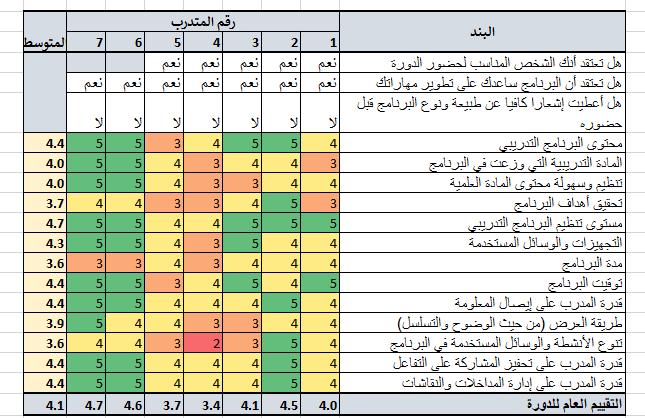 البند رقم المتدرب
1 2 3 4 5 6 7 المتوسط
هل تعتقد أنك الشخص المناسب لحضور الدورة نعم نعم نعم نعم نعم
هل تعتقد أن البرنامج ساعدك على تطوير مهاراتك نعم نعم نعم نعم نعم نعم نعم
هل أعطيت إشعارا كافيا عن طبيعة ونوع البرنامج قبل
حضوره لا لا لا لا لا لا لا
محتوى البرنامج التدريبي 4 5 5 4 3 5 5 4.4
المادة التدريبية التي وزعت في البرنامج 3 4 4 3 4 5 5 4.0
تنظيم وسهولة محتوى المادة العلمية 4 4 3 3 4 5 5 4.0
تحقيق أهداف البرنامج 3 5 4 3 3 4 4 3.7
مستوى تنظيم البرنامج التدريبي 5 5 5 4 4 5 5 4.7
التجهيزات والوسائل المستخدمة 4 4 5 3 4 5 5 4.3
مدة البرنامج 4 4 4 3 4 3 3 3.6
توقيت البرنامج 5 4 5 4 3 5 5 4.4
قدرة المدرب على إيصال المعلومة 4 5 4 4 4 5 5 4.4
طريقة العرض (من حيث الوضوح والتسلسل) 4 4 3 3 4 4 5 3.9
تنوع الأنشطة والوسائل المستخدمة في البرنامج 4 5 3 2 3 4 4 3.6
قدرة المدرب على تحفيز المشاركة على التفاعل 4 5 4 4 4 5 5 4.4
قدرة المدرب على إدارة المداخلات والنقاشات 4 5 4 4 4 5 5 4.4
التقييم العام للدورة 4.0 4.5 4.1 3.4 3.7 4.6 4.7 4.1